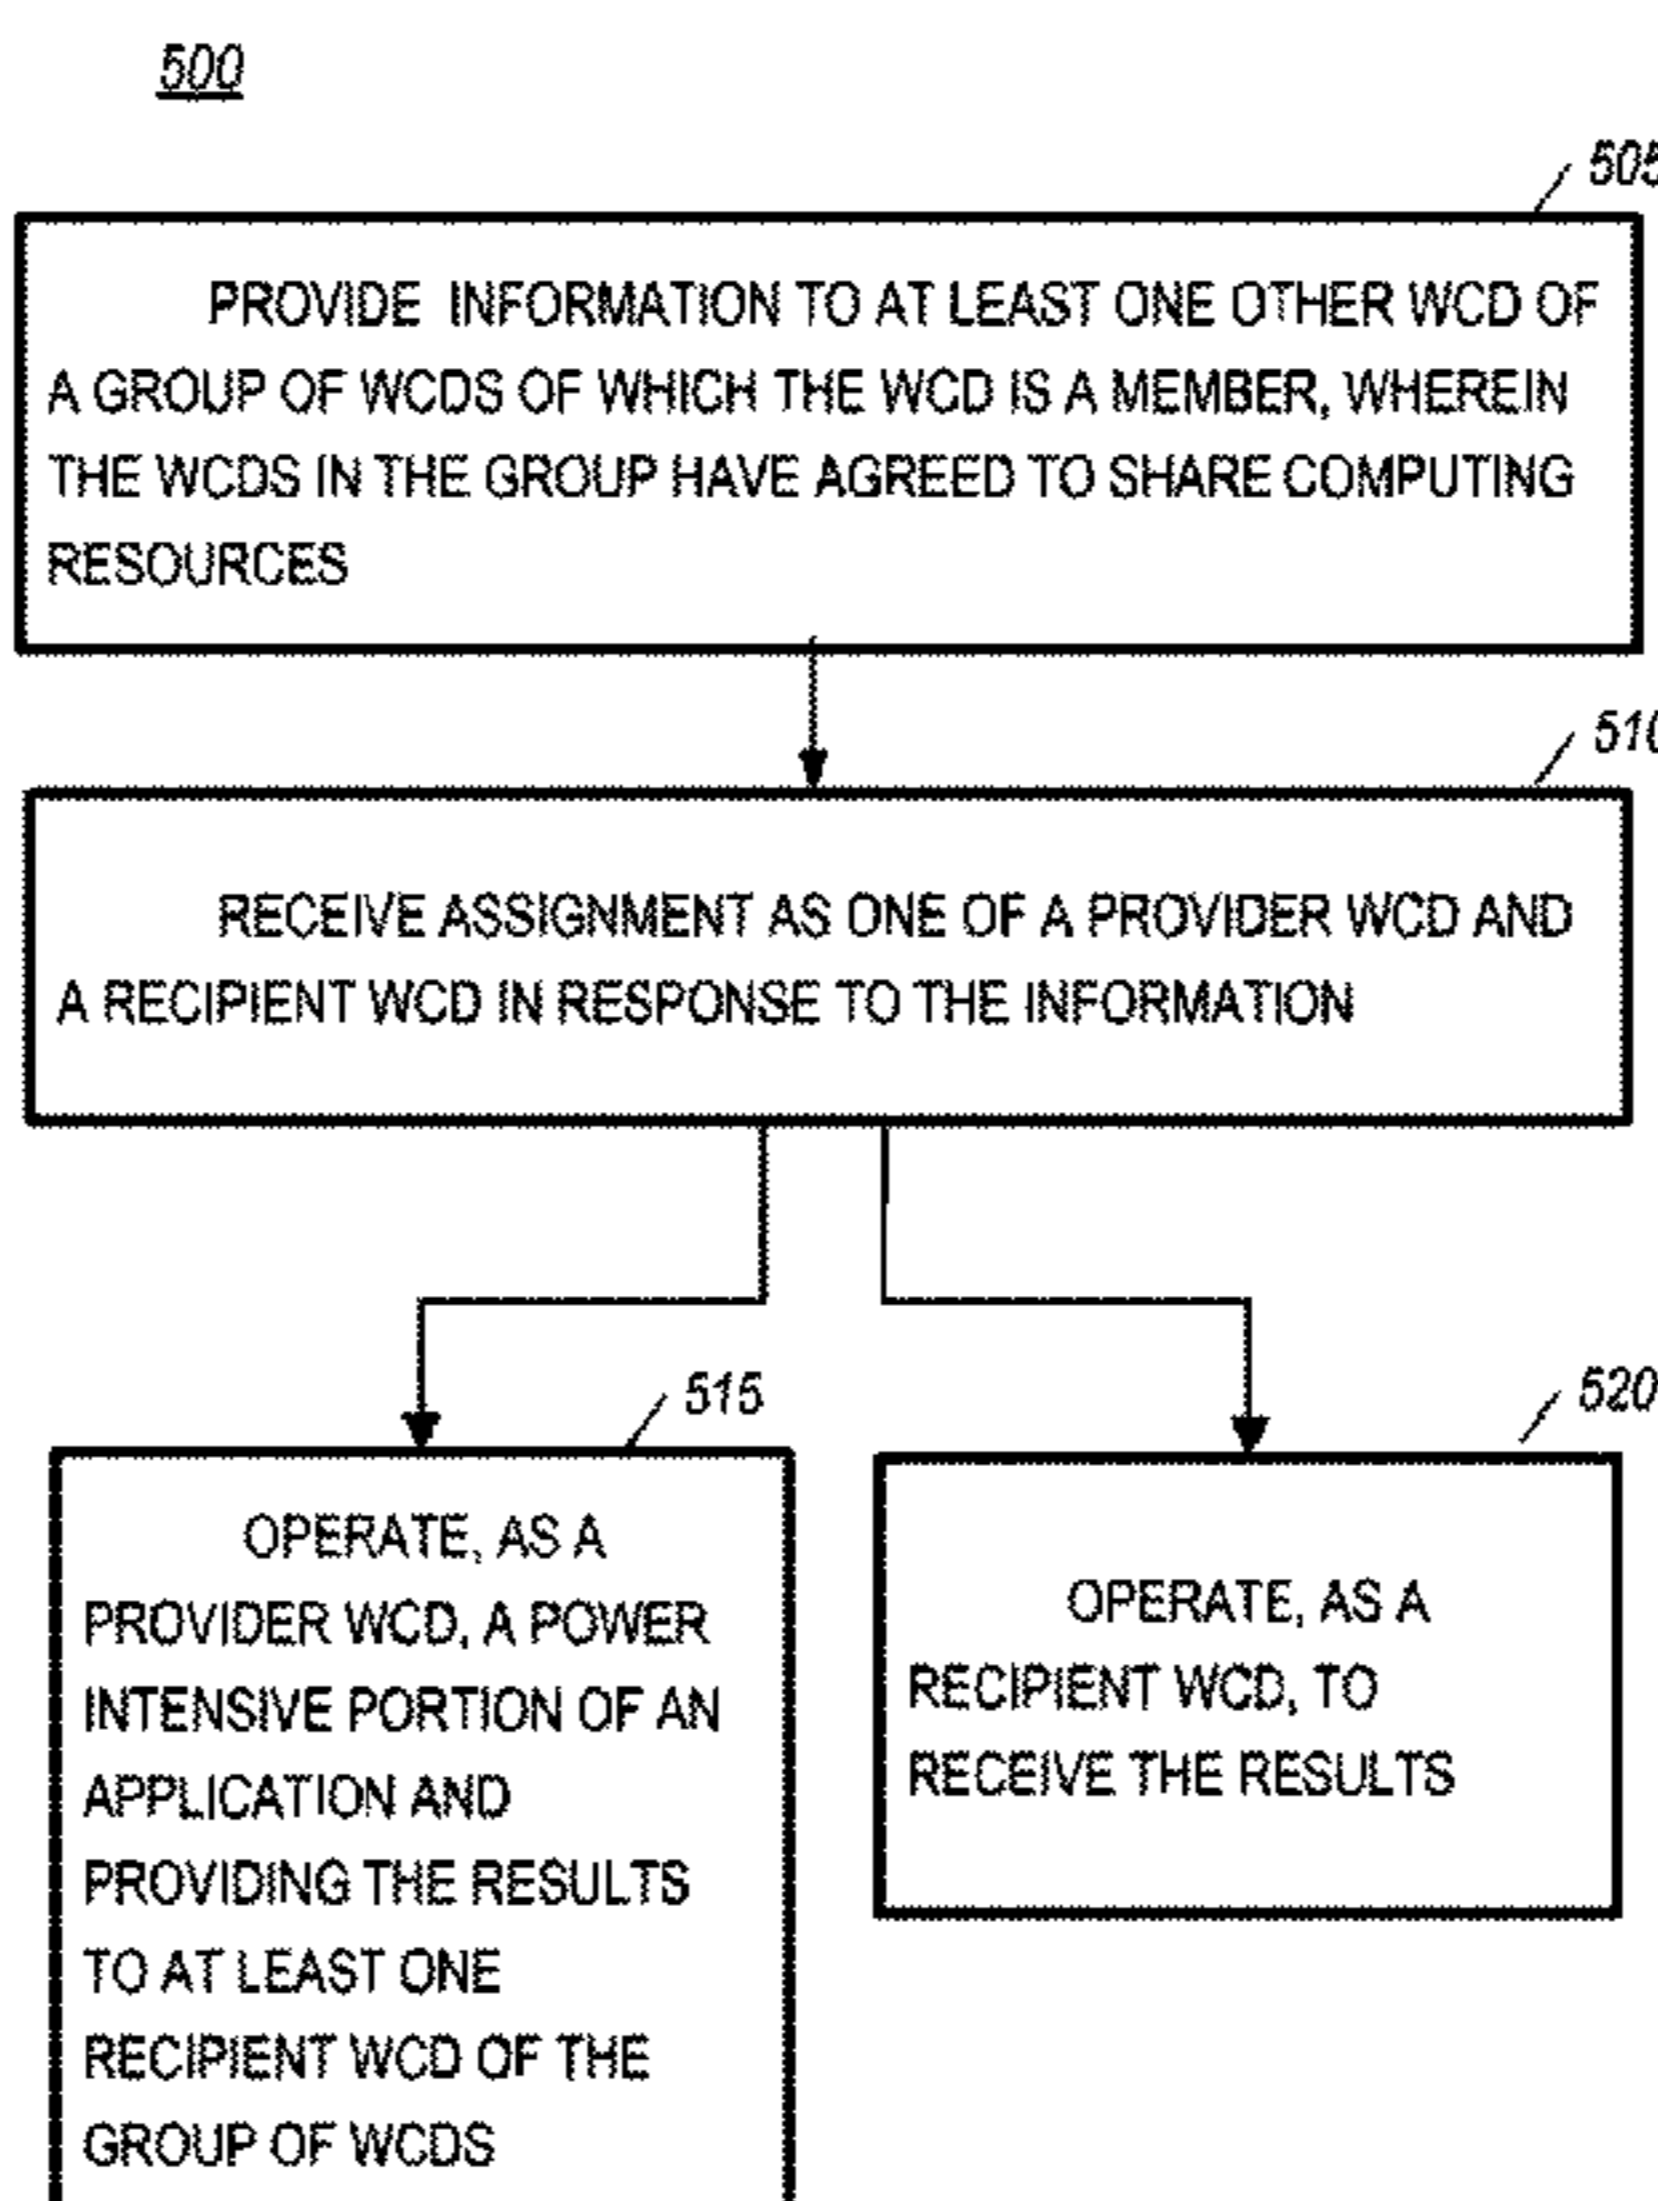 500
505
PROVIDE INFORMATION TO AT LEAST ONE OTHER WCD OF
A GROUP OF WCDS OF WHICH THE WCD IS A MEMBER, WHEREIN
THE WCDS IN THE GROUP HAVE AGREED TO SHARE COMPUTING
RESOURCES
510
RECEIVE ASSIGNMENT AS ONE OF A PROVIDER WCD AND
A RECIPIENT WCD IN RESPONSE TO THE INFORMATION
515
OPERATE, AS A
PROVIDER WCD, A POWER
INTENSIVE PORTION OF AN
APPLICATION AND
PROVIDING THE RESULTS
TO AT LEAST ONE
RECIPIENT WCD OF THE
GROUP OF WCDS
520
OPERATE, AS A
RECIPIENT WCD, TO
RECEIVE THE RESULTS